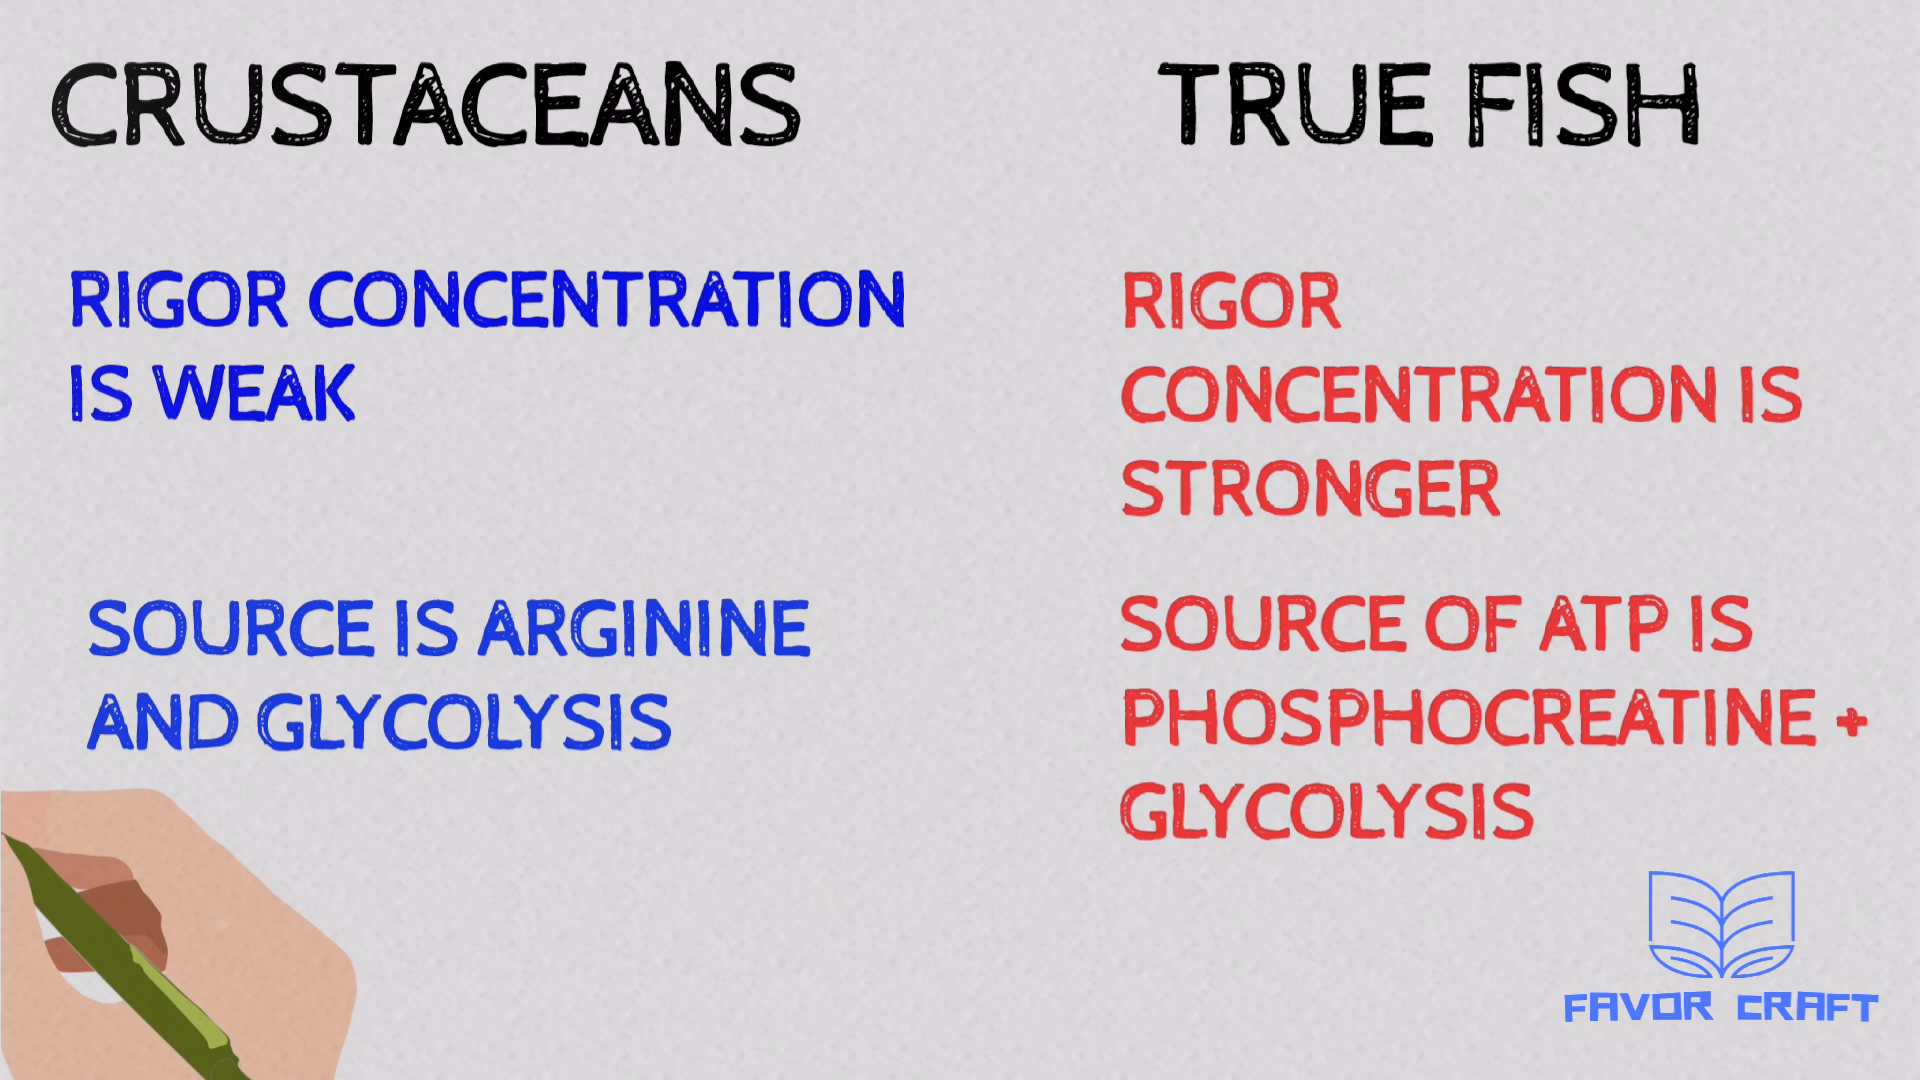 CRUSTACEANS
RIGOR CONCENTRATION
IS WEAK
SOURCE IS ARGININE
AND GLYCOLYSIS
TRUE FISH
RIGOR
CONCENTRATION IS
STRONGER
SOURCE OF ATP IS
PHOSPHOCREATINE +
GLYCOLYSIS
FAVOR CRAFT